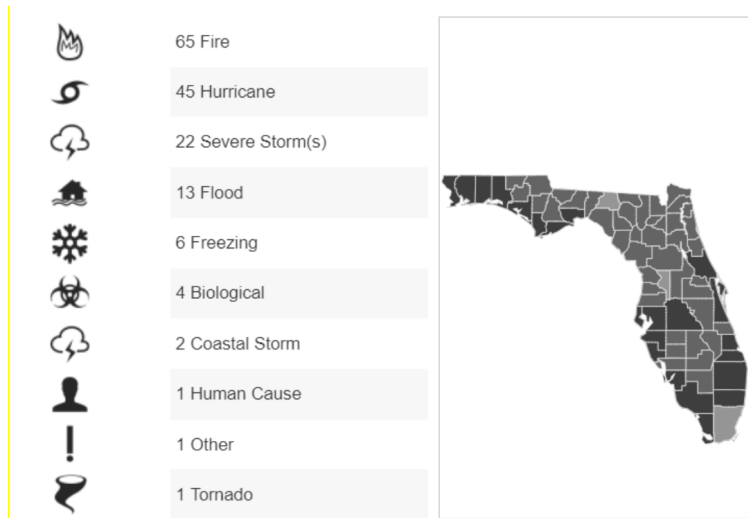 65 Fire
45 Hurricane
22 Severe Storm(s)
13 Flood
6 Freezing
4 Biological
2 Coastal Storm
1 Human Cause
1 Other
1 Tornado